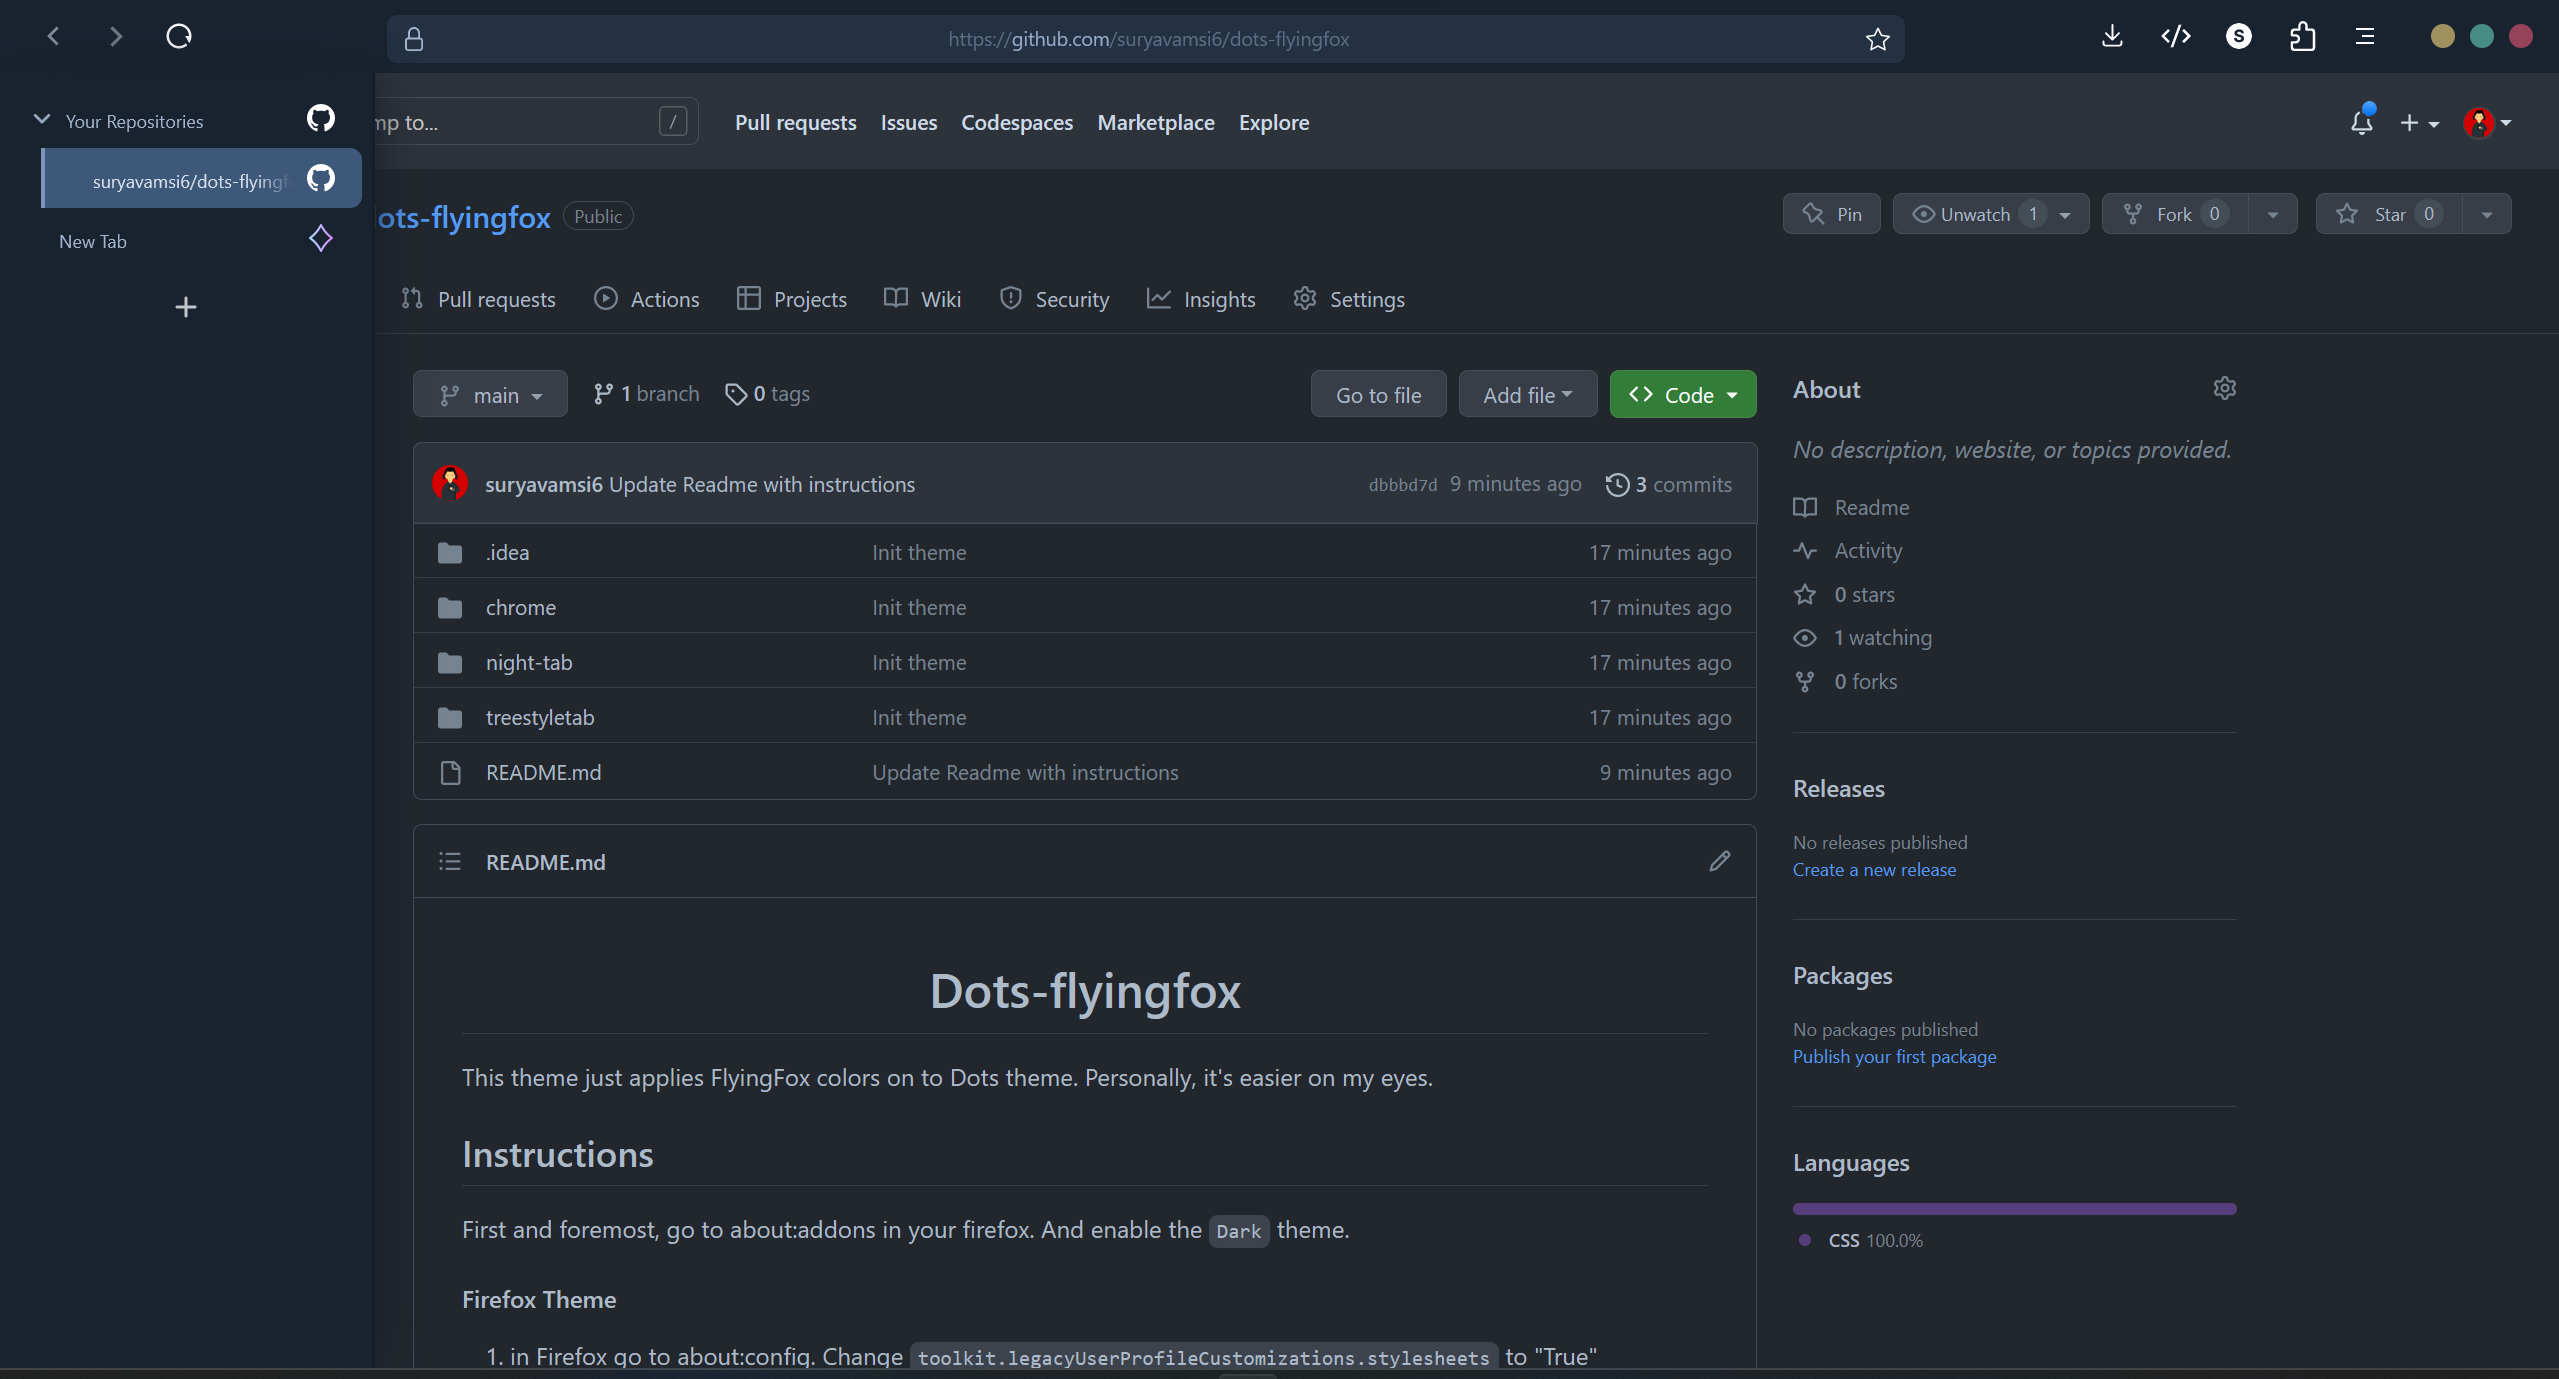 https://github.com/suryavamsi6/dots-flyingfox
S
Your Repositories
suryavamsi6/dots-flyingf
New Tab
mp to...
/
Pull requests Issues Codespaces Marketplace Explore
ots-flyingfox Public
Pin
Unwatch 1
Fork 0
Star 0
Pull requests Actions Projects Wiki Security Insights Settings
main 1 branch 0 tags
Go to file Add file Code
suryavamsi6 Update Readme with instructions dbbbd7d 9 minutes ago 3 commits
.idea Init theme 17 minutes ago
chrome Init theme 17 minutes ago
night-tab Init theme 17 minutes ago
treestyletab Init theme 17 minutes ago
README.md Update Readme with instructions 9 minutes ago
README.md
Dots-flyingfox
This theme just applies FlyingFox colors on to Dots theme. Personally, it's easier on my eyes.
Instructions
First and foremost, go to about:addons in your firefox. And enable the Dark theme.
Firefox Theme
1. in Firefox go to about:config. Change toolkit.legacyUserProfileCustomizations.stylesheets to "True"
About
No description, website, or topics provided.
Readme
Activity
0 stars
1 watching
0 forks
Releases
No releases published
Create a new release
Packages
No packages published
Publish your first package
Languages
CSS 100.0%